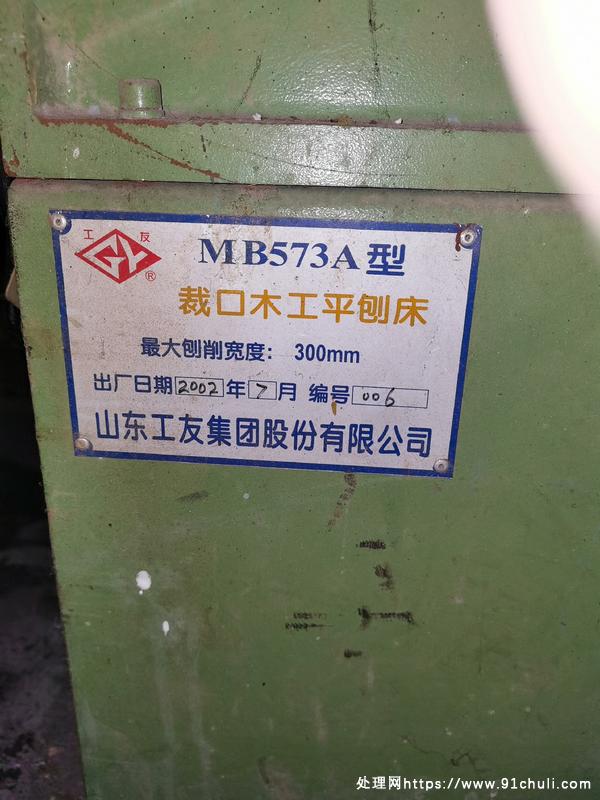 工 友
GY
®
MB573A型
裁口木工平刨床
最大刨削宽度: 300mm
出厂日期 2002 年 7 月 编号 006
山东工友集团股份有限公司
处理网https://www.91chuli.com